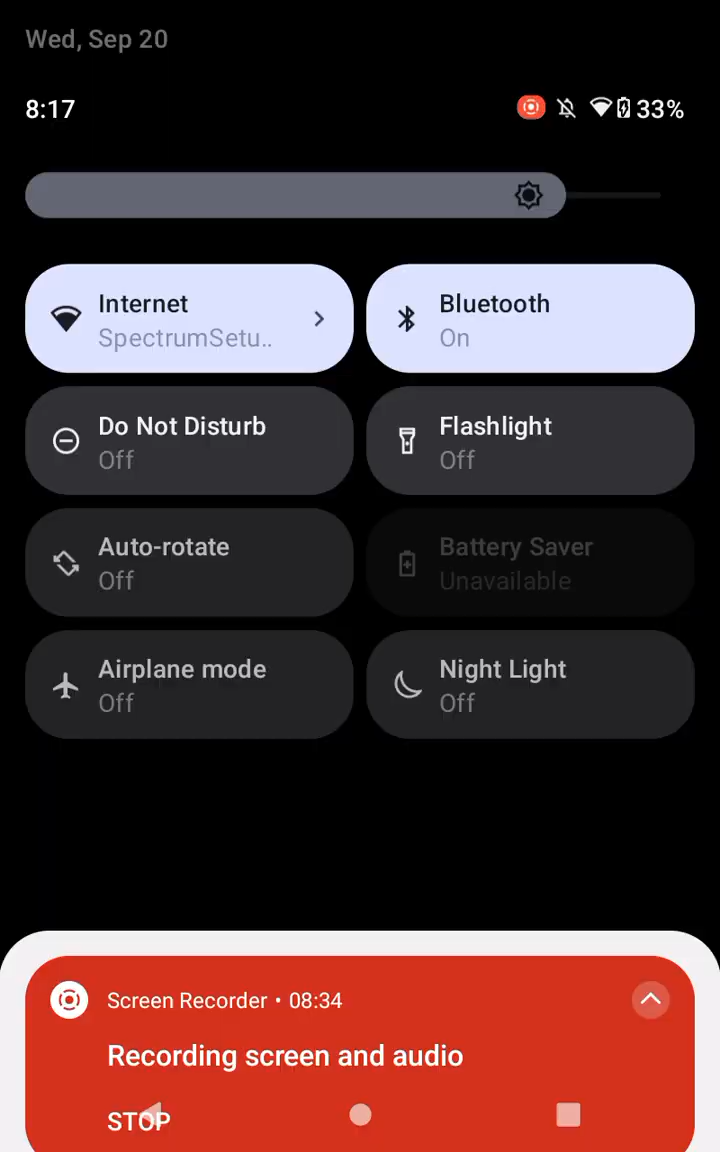 Wed, Sep 20
8:17
33%
Internet
SpectrumSetu..
Bluetooth
On
Do Not Disturb
Off
Flashlight
Off
Auto-rotate
Off
Battery Saver
Unavailable
Airplane mode
Off
Night Light
Off
Screen Recorder • 08:34
Recording screen and audio
STOP